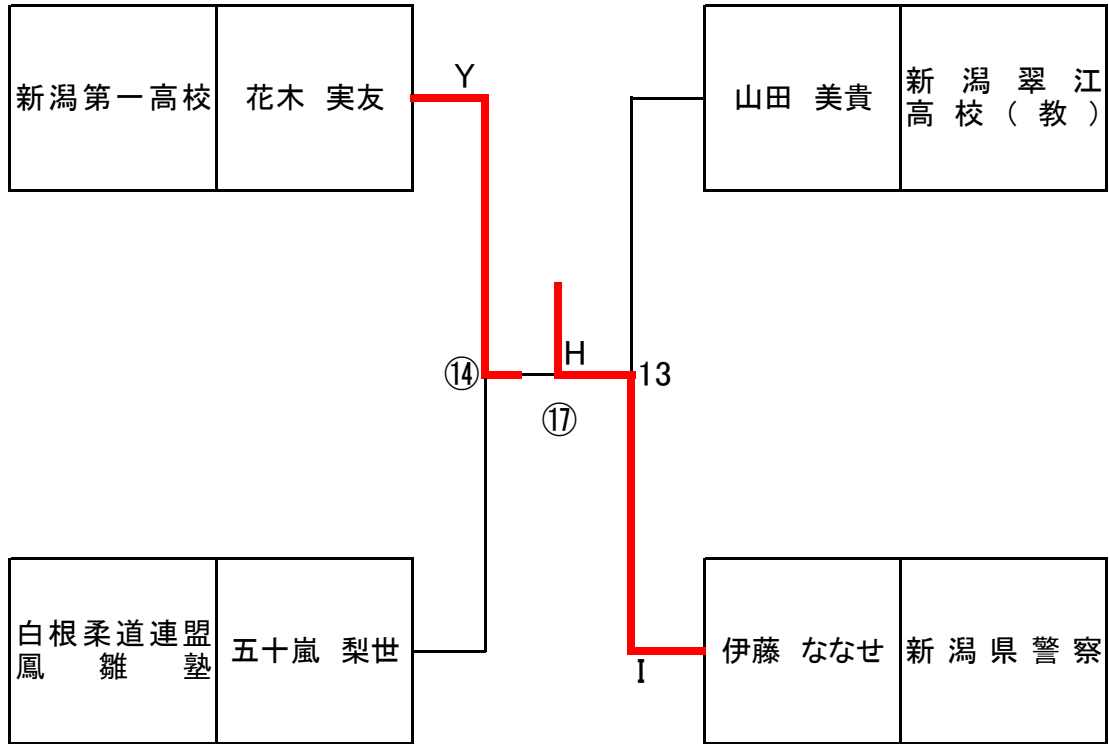 Y
新潟第一高校 花木 実友
山田 美貴 新潟翠江
高校(教)
H
⑭
13
⑰
白根柔道連盟
鳳雛塾
五十嵐 梨世
伊藤 ななせ 新潟県警察
I